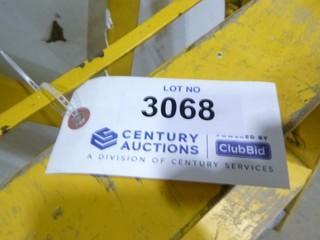 LOT NO
3068
CENTURY AUCTIONS
POWERED BY
ClubBid
A DIVISION OF CENTURY SERVICES